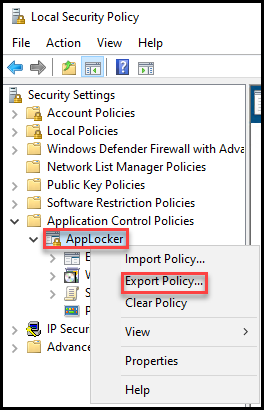 Local Security Policy
File Action View Help
Security Settings
Account Policies
Local Policies
Windows Defender Firewall with Adva
Network List Manager Policies
Public Key Policies
Software Restriction Policies
Application Control Policies
AppLocker
E
Import Policy...
W
Export Policy...
S
Clear Policy
P
IP Secur
View
Advance
Properties
Help